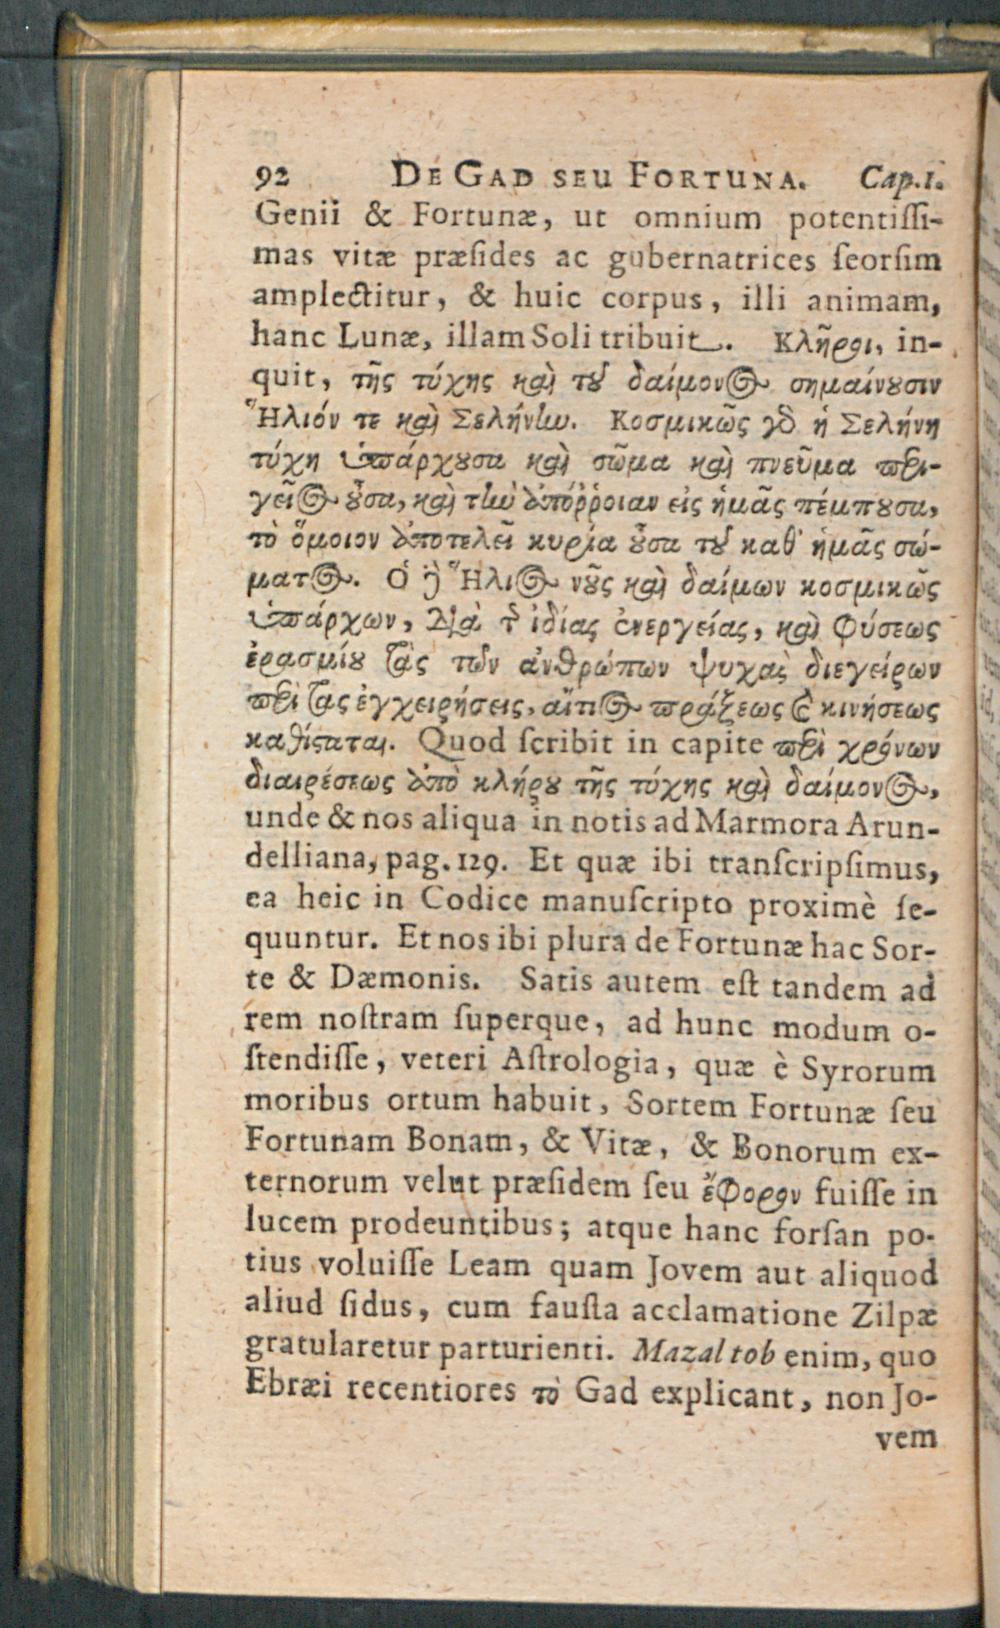 92 DE GAD SEU FORTUNA. Cap.1.
Genii & Fortunæ, ut omnium potentiſſi-
mas vitæ præſides ac gubernatrices ſeorſim
amplectitur, & huic corpus, illi animam,
hanc Lunæ, illam Soli tribuit. Κλῆροι, in-
quit, τῆς τύχης καὶ τοῦ δαίμονος σημαίνουσιν
Ἥλιόν τε καὶ Σελήνην. Κοσμικῶς γὰρ ἡ Σελήνη
τύχη ὑπάρχουσα καὶ σῶμα καὶ πνεῦμα περι-
γεῖος οὖσα, καὶ τὴν ἀπόῤῥοιαν εἰς ἡμᾶς πέμπουσα,
τὸ ὅμοιον ἀποτελεῖ κυρία οὖσα τοῦ καθ᾽ ἡμᾶς σώ-
ματος. Ὁ δὲ Ἥλιος νοῦς καὶ δαίμων κοσμικῶς
ὑπάρχων, διὰ τῆς ἰδίας ἐνεργείας, καὶ φύσεως
ἐρασμίου τὰς τῶν ἀνθρώπων ψυχὰς διεγείρων
περὶ τὰς ἐγχειρήσεις, αἴτιος πράξεως καὶ κινήσεως
καθίσταται. Quod ſcribit in capite περὶ χρόνων
διαιρέσεως ἀπὸ κλήρου τῆς τύχης καὶ δαίμονος,
unde & nos aliqua in notis ad Marmora Arun-
delliana, pag. 129. Et quæ ibi tranſcripſimus,
ea heic in Codice manuſcripto proximè ſe-
quuntur. Et nos ibi plura de Fortunæ hac Sor-
te & Dæmonis. Satis autem eſt tandem ad
rem noſtram ſuperque, ad hunc modum o-
ſtendiſſe, veteri Aſtrologia, quæ è Syrorum
moribus ortum habuit, Sortem Fortunæ ſeu
Fortunam Bonam, & Vitæ, & Bonorum ex-
ternorum velut præſidem ſeu ἔφορον fuiſſe in
lucem prodeuntibus; atque hanc forſan po-
tius voluiſſe Leam quam Jovem aut aliquod
aliud ſidus, cum fauſta acclamatione Zilpæ
gratularetur parturienti. Mazal tob enim, quo
Ebræi recentiores τὸ Gad explicant, non Jo-
vem